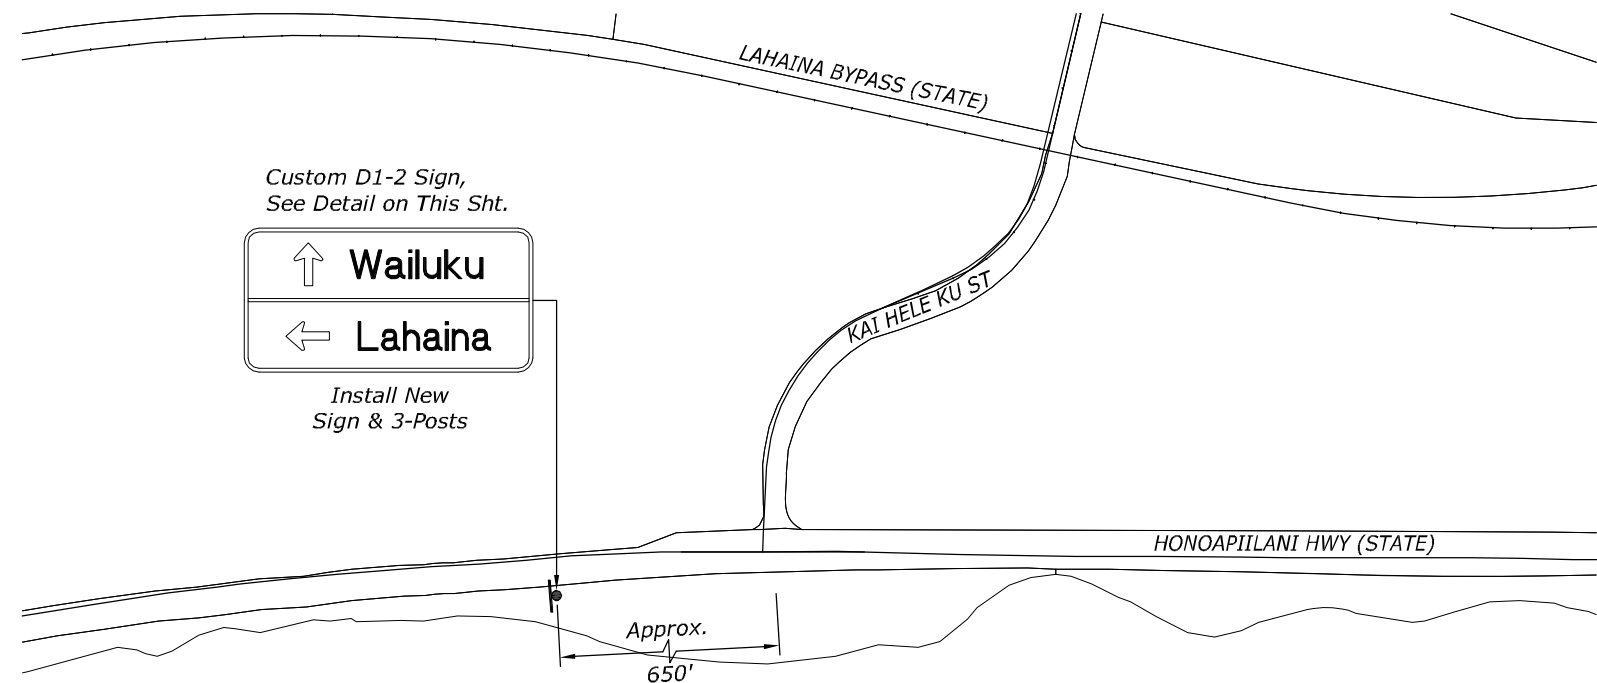 LAHAINA BYPASS (STATE)
Custom D1-2 Sign,
See Detail on This Sht.
Wailuku
Lahaina
KAI HELE KU ST
Install New
Sign & 3-Posts
HONOAPIILANI HWY (STATE)
Approx.
650'